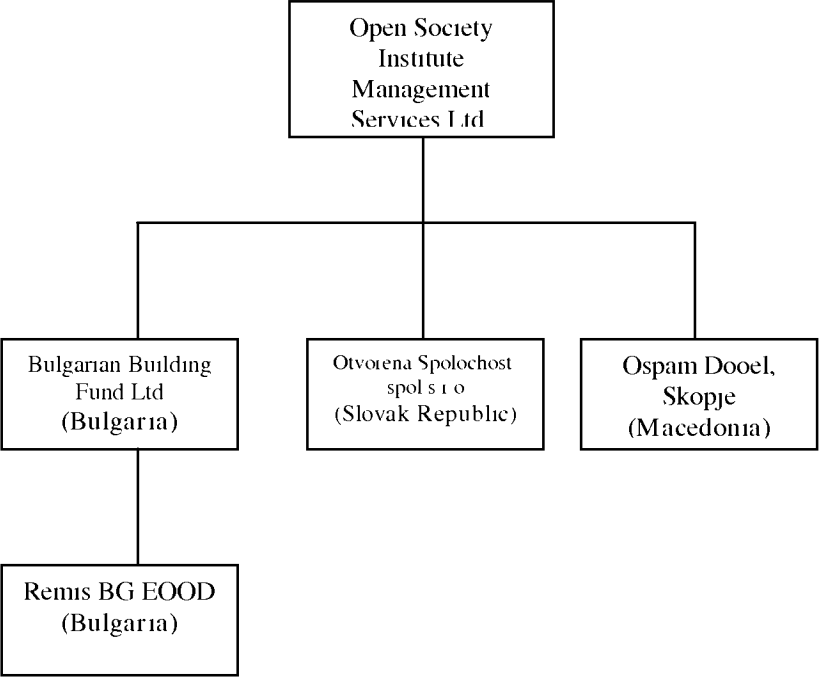 Open Society
Institute
Management
Services Ltd
Bulgarian Building
Fund Ltd
(Bulgaria)
Otvorena Spolochost
spol s r o
(Slovak Republic)
Ospam Dooel,
Skopje
(Macedonia)
Remis BG EOOD
(Bulgaria)